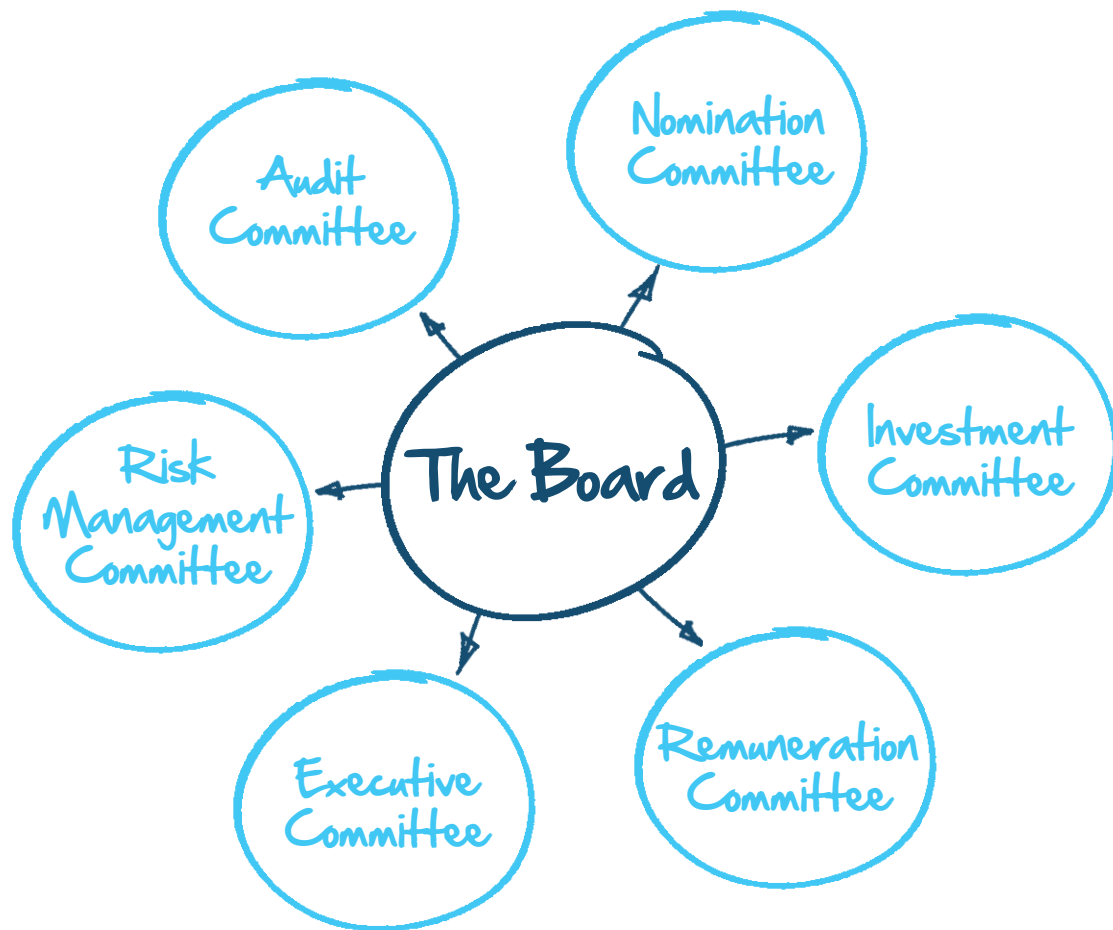 Nomination
Committee
Audit
Committee
Investment
Committee
The Board
Risk
Management
Committee
Remuneration
Committee
Executive
Committee